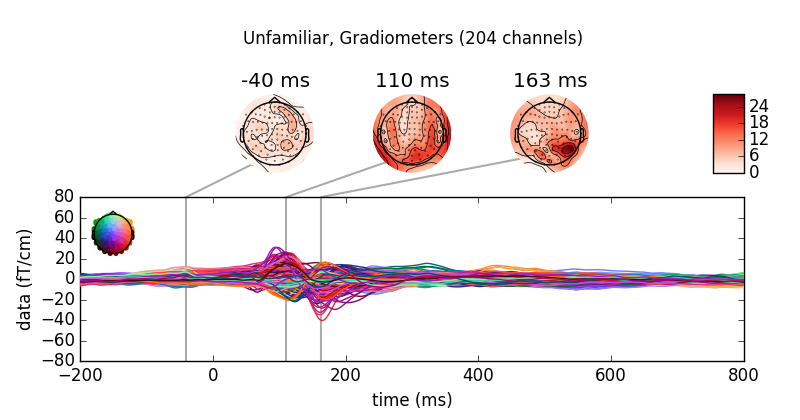 Unfamiliar, Gradiometers (204 channels)
-40 ms 110 ms 163 ms
24
18
12
6
0
80
60
40
20
0
−20
−40
−60
−80
data (fT/cm)
−200 0 200 400 600 800
time (ms)